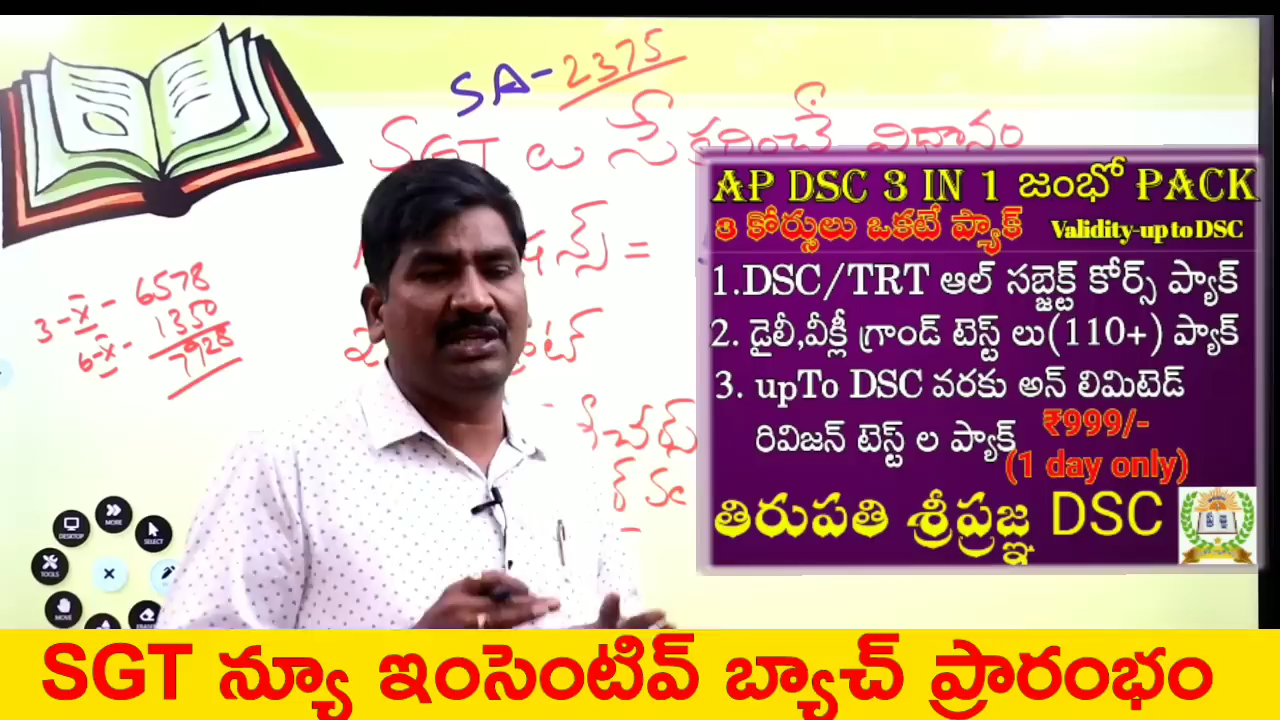 SA-2375
SGT ల సేకరించే విధానం
3-x̄ - 6578
6-x̄ - 1350
7928
AP DSC 3 IN 1 జంభో PACK
3 కోర్సులు ఒకటే ప్యాక్ Validity-up to DSC
1.DSC/TRT ఆల్ సబ్జెక్ట్ కోర్స్ ప్యాక్
2. డైలీ,వీక్లీ గ్రాండ్ టెస్ట్ లు(110+) ప్యాక్
3. upTo DSC వరకు అన్ లిమిటెడ్
రివిజన్ టెస్ట్ ల ప్యాక్ ₹999/-
(1 day only)
తిరుపతి శ్రీప్రజ్ఞ DSC
MORE
DESKTOP
SELECT
TOOLS
MOVE
SGT న్యూ ఇంసెంటివ్ బ్యాచ్ ప్రారంభం